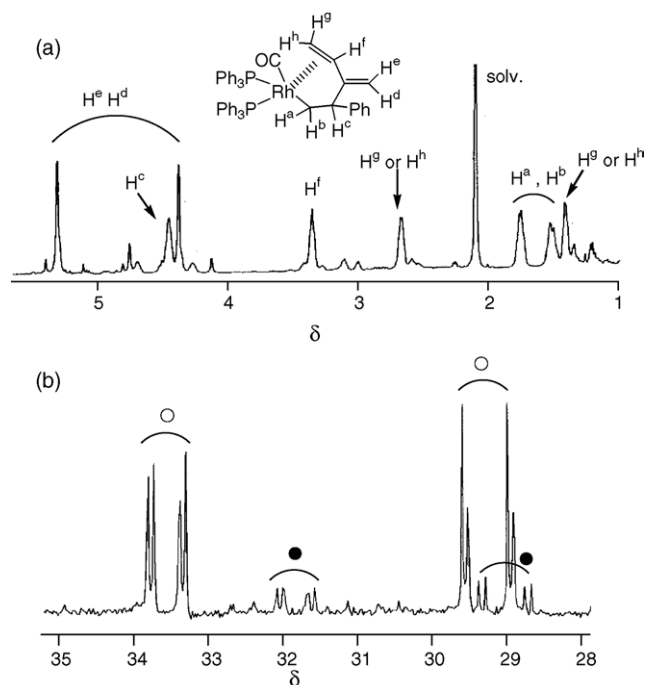 (a)
H^g
H^h
H^f
OC
H^e
Ph₃P
Rh
H^d
Ph₃P
Ph
H^a
H^b
H^c
solv.
H^e H^d
H^c
H^f
H^g or H^h
H^a , H^b
H^g or H^h
5 4 3 2 1
δ
(b)
35 34 33 32 31 30 29 28
δ